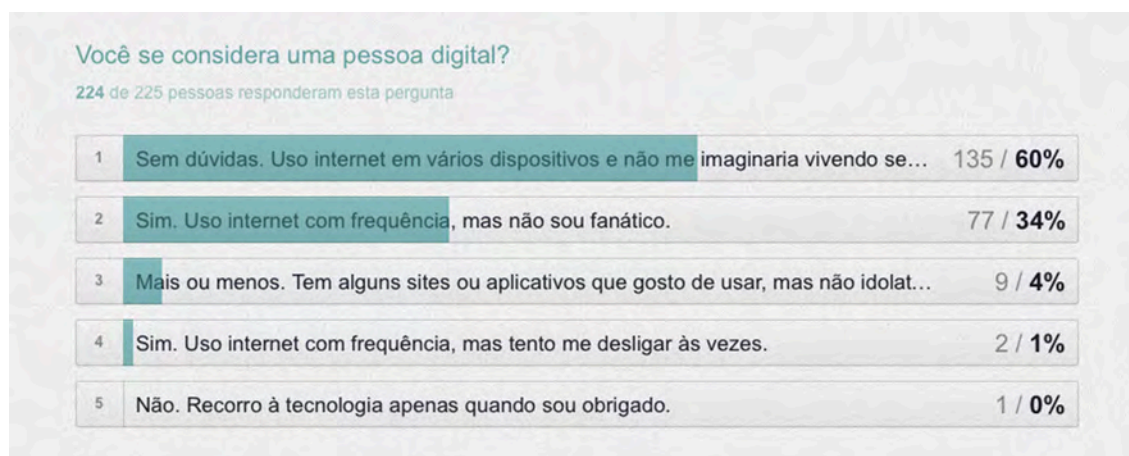 Você se considera uma pessoa digital?
224 de 225 pessoas responderam esta pergunta
1 Sem dúvidas. Uso internet em vários dispositivos e não me imaginaria vivendo se... 135 / 60%
2 Sim. Uso internet com frequência, mas não sou fanático. 77 / 34%
3 Mais ou menos. Tem alguns sites ou aplicativos que gosto de usar, mas não idolat... 9 / 4%
4 Sim. Uso internet com frequência, mas tento me desligar às vezes. 2 / 1%
5 Não. Recorro à tecnologia apenas quando sou obrigado. 1 / 0%